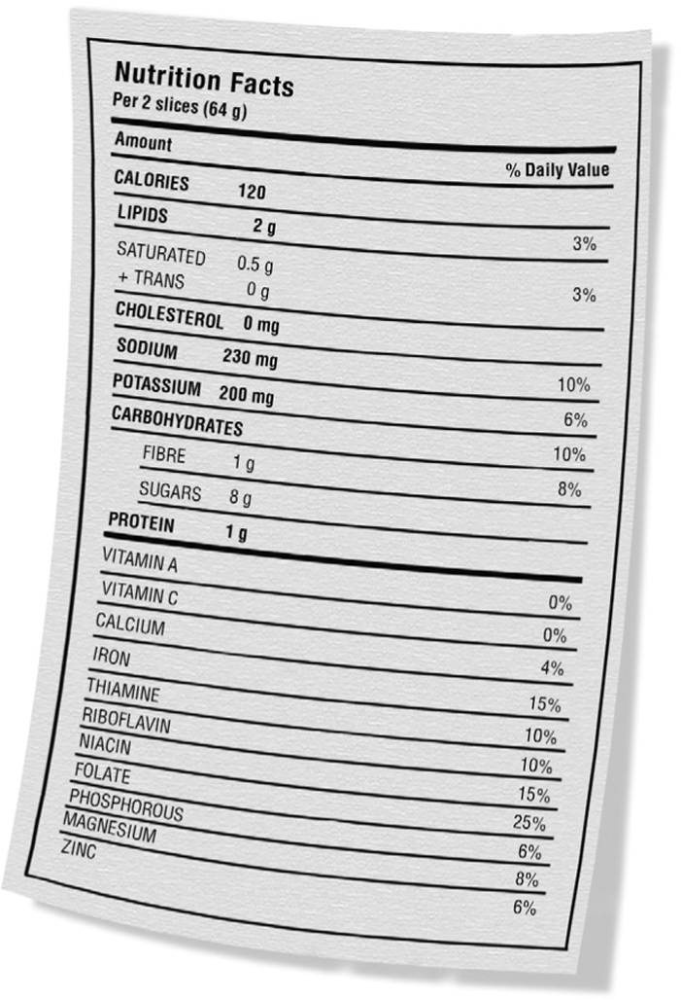 Nutrition Facts
Per 2 slices (64 g)
Amount % Daily Value
CALORIES 120
LIPIDS 2 g 3%
SATURATED 0.5 g
+ TRANS 0 g 3%
CHOLESTEROL 0 mg
SODIUM 230 mg 10%
POTASSIUM 200 mg 6%
CARBOHYDRATES 10%
FIBRE 1 g 8%
SUGARS 8 g
PROTEIN 1 g
VITAMIN A 0%
VITAMIN C 0%
CALCIUM 4%
IRON 15%
THIAMINE 10%
RIBOFLAVIN 10%
NIACIN 15%
FOLATE 25%
PHOSPHOROUS 6%
MAGNESIUM 8%
ZINC 6%